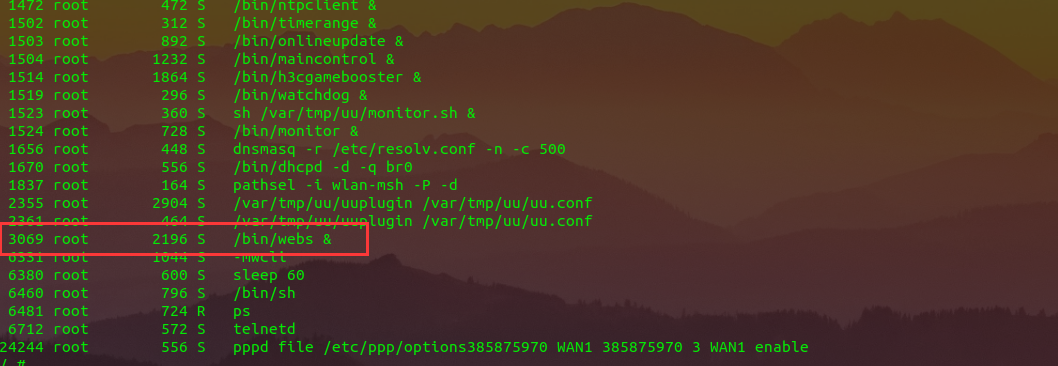 1472 root 472 S /bin/ntpclient &
1502 root 312 S /bin/timerange &
1503 root 892 S /bin/onlineupdate &
1504 root 1232 S /bin/maincontrol &
1514 root 1864 S /bin/h3cgamebooster &
1519 root 296 S /bin/watchdog &
1523 root 360 S sh /var/tmp/uu/monitor.sh &
1524 root 728 S /bin/monitor &
1656 root 448 S dnsmasq -r /etc/resolv.conf -n -c 500
1670 root 556 S /bin/dhcpd -d -q br0
1837 root 164 S pathsel -i wlan-msh -P -d
2355 root 2904 S /var/tmp/uu/uuplugin /var/tmp/uu/uu.conf
2361 root 464 S /var/tmp/uu/uuplugin /var/tmp/uu/uu.conf
3069 root 2196 S /bin/webs &
6351 root 1044 S -mwcli
6380 root 600 S sleep 60
6460 root 796 S /bin/sh
6481 root 724 R ps
6712 root 572 S telnetd
24244 root 556 S pppd file /etc/ppp/options385875970 WAN1 385875970 3 WAN1 enable
/ #